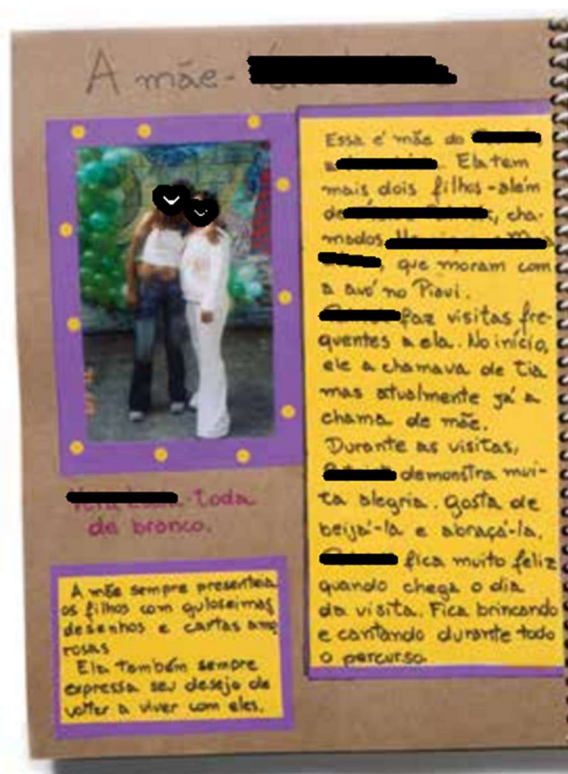 A mãe-
Essa é mãe do
a Ela tem
mais dois filhos - além
de , cha-
mados
, que moram com
a avó no Piauí.
faz visitas fre-
quentes a ela. No início,
ele a chamava de tia
mas atualmente já a
chama de mãe.
Durante as visitas,
demonstra mui-
ta alegria. Gosta de
beijá-la e abraçá-la.
fica muito feliz
quando chega o dia
da visita. Fica brincando
e cantando durante todo
o percurso.
toda
de branco.
A mãe sempre presenteia
os filhos com guloseimas
desenhos e cartas amo
rosas
Ela também sempre
expressa seu desejo de
voltar a viver com eles.